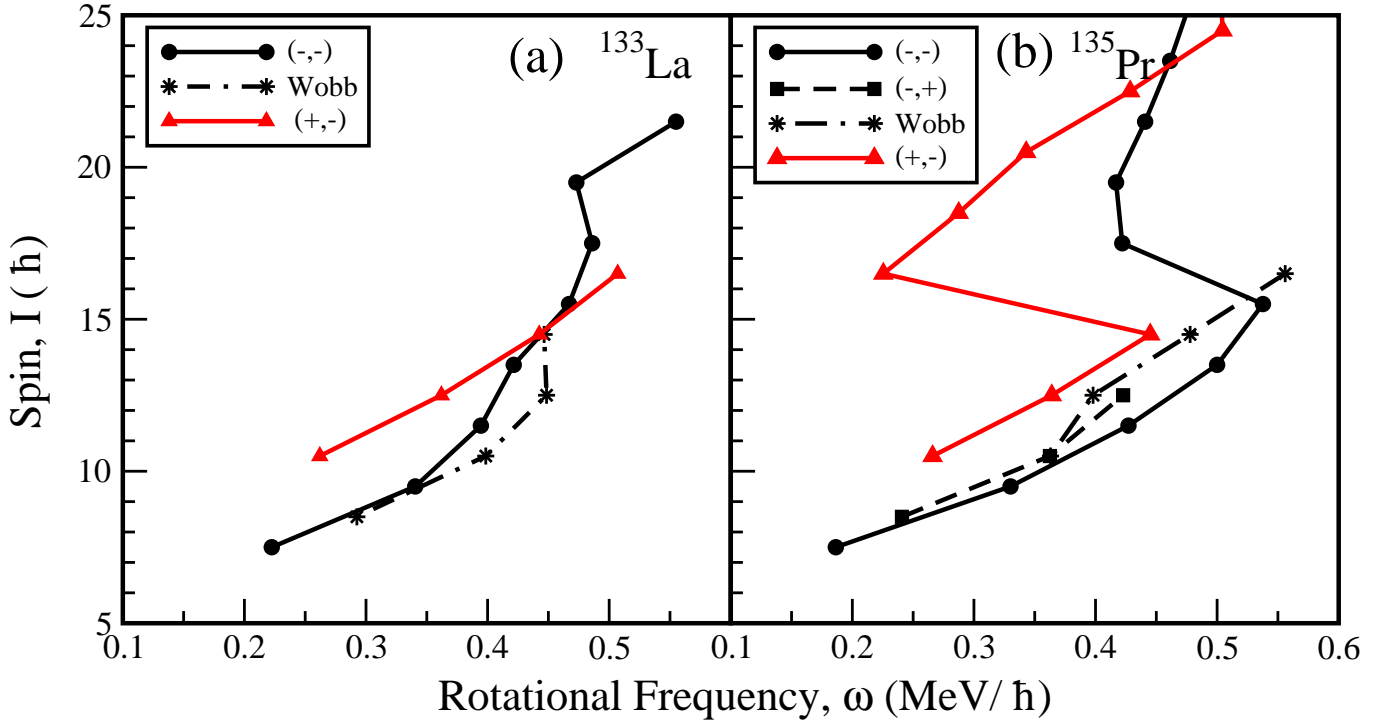 25
20
15
10
5
Spin, I ( ħ)
(-,-)
Wobb
(+,-)
(a) ¹³³La
(-,-)
(-,+)
Wobb
(+,-)
(b) ¹³⁵Pr
0.1 0.2 0.3 0.4 0.5 0.1 0.2 0.3 0.4 0.5 0.6
Rotational Frequency, ω (MeV/ ħ)